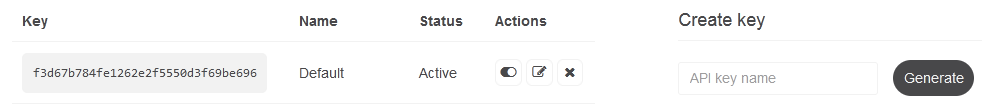 Key Name Status Actions
f3d67b784fe1262e2f5550d3f69be696 Default Active
Create key
API key name Generate